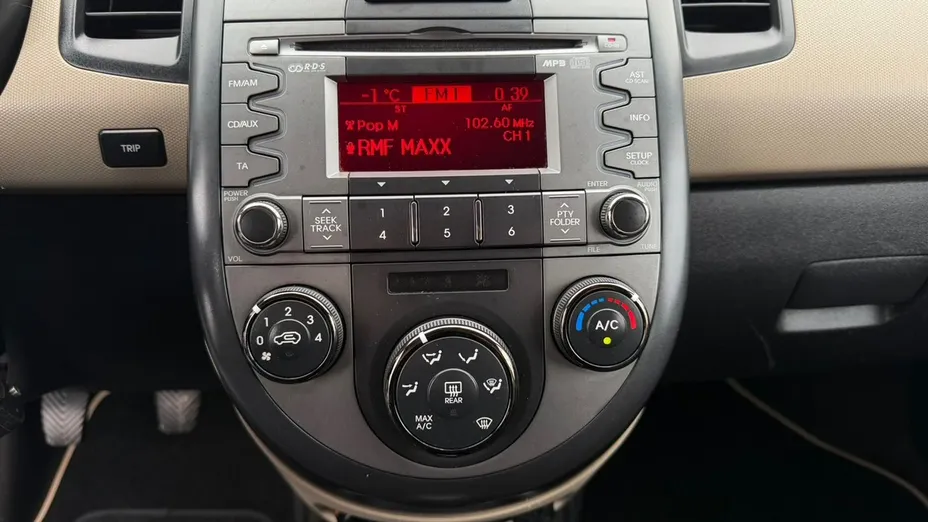 RDS
MP3
FM/AM
CD/AUX
TA
AST
CD SCAN
INFO
SETUP
CLOCK
-1 °C FM 1 0:39
ST AF
Pop M 102.60 MHz
CH 1
RMF MAXX
TRIP
POWER
PUSH
VOL
SEEK
TRACK
1 2 3
4 5 6
PTY
FOLDER
ENTER
AUDIO
PUSH
FILE
TUNE
0 1 2 3 4
MAX
A/C
REAR
A/C